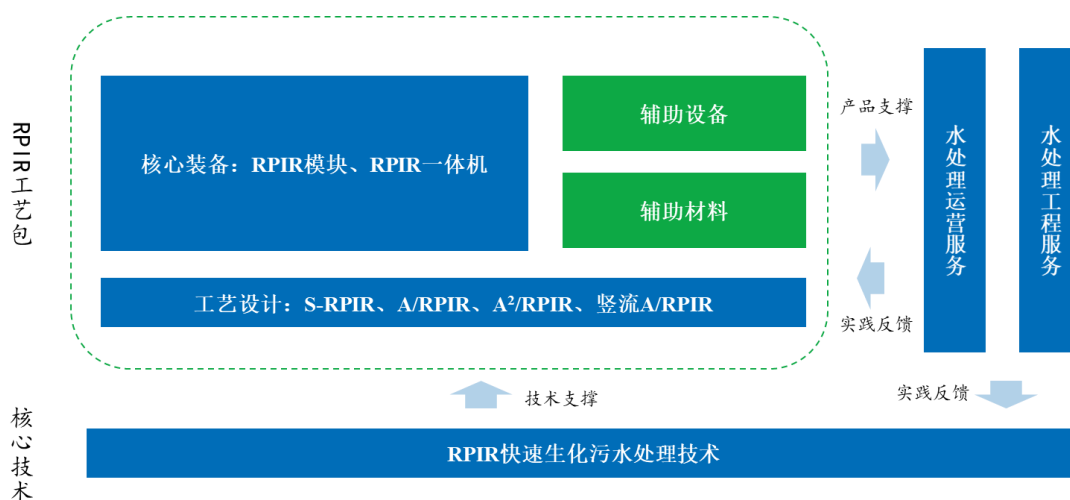 RPIR工艺包
核心装备：RPIR模块、RPIR一体机
辅助设备
辅助材料
工艺设计：S-RPIR、A/RPIR、A²/RPIR、竖流A/RPIR
产品支撑
实践反馈
水处理运营服务
水处理工程服务
技术支撑
实践反馈
核心技术
RPIR快速生化污水处理技术